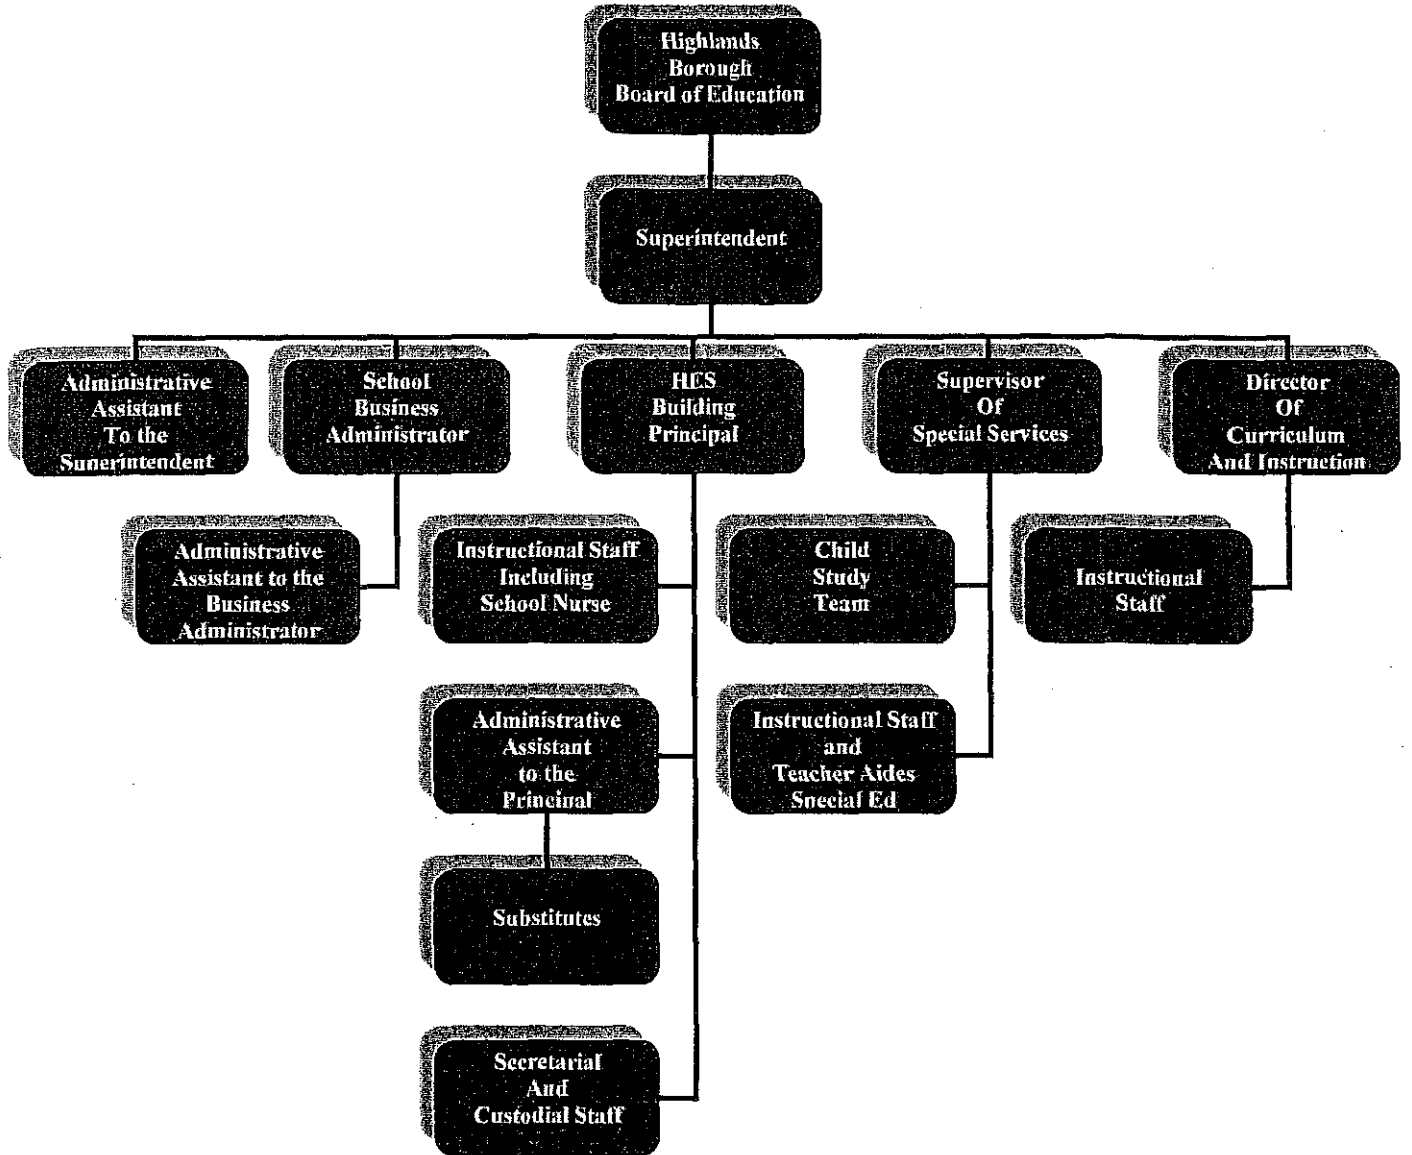 Highlands
Borough
Board of Education
Superintendent
Administrative
Assistant
To the
Superintendent
School
Business
Administrator
HES
Building
Principal
Supervisor
Of
Special Services
Director
Of
Curriculum
And Instruction
Administrative
Assistant to the
Business
Administrator
Instructional Staff
Including
School Nurse
Child
Study
Team
Instructional
Staff
Administrative
Assistant
to the
Principal
Instructional Staff
and
Teacher Aides
Special Ed
Substitutes
Secretarial
And
Custodial Staff